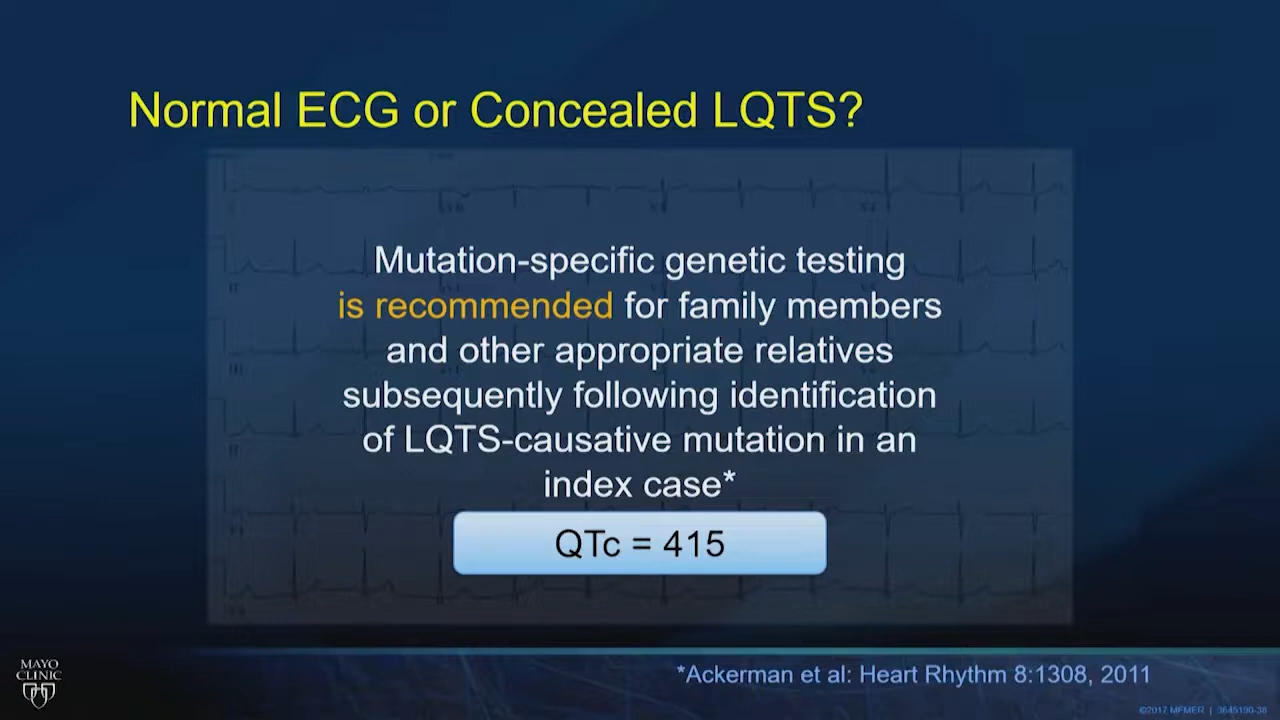 Normal ECG or Concealed LQTS?
Mutation-specific genetic testing
is recommended for family members
and other appropriate relatives
subsequently following identification
of LQTS-causative mutation in an
index case*
QTc = 415
MAYO
CLINIC
*Ackerman et al: Heart Rhythm 8:1308, 2011
©2017 MFMER | 3645190-38